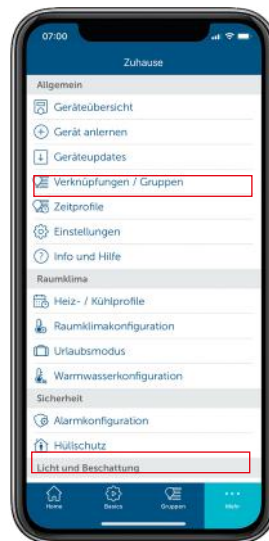 07:00
Zuhause
Allgemein
Geräteübersicht
Gerät anlernen
Geräteupdates
Verknüpfungen / Gruppen
Zeitprofile
Einstellungen
Info und Hilfe
Raumklima
Heiz- / Kühlprofile
Raumklimakonfiguration
Urlaubsmodus
Warmwasserkonfiguration
Sicherheit
Alarmkonfiguration
Hüllschutz
Licht und Beschattung
Home Basics Gruppen Mehr